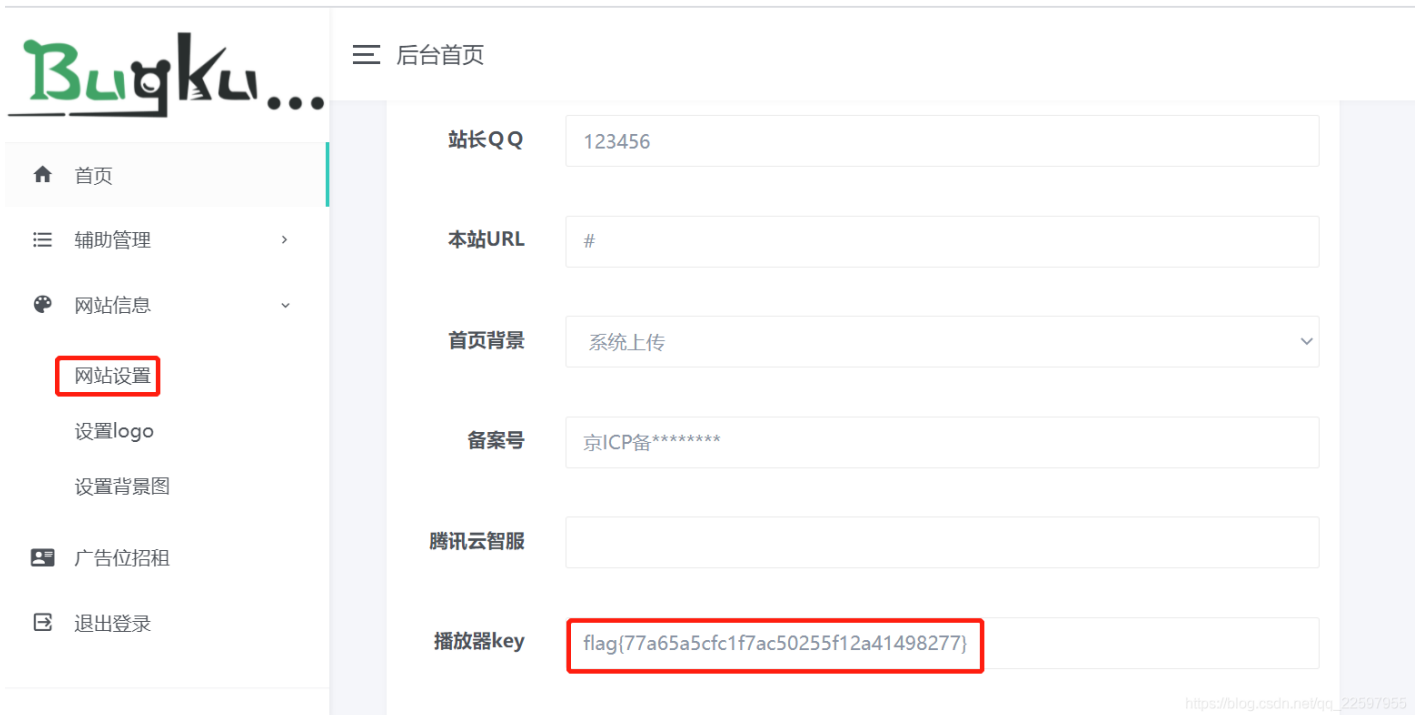 Bugku...
后台首页
首页
辅助管理
网站信息
网站设置
设置logo
设置背景图
广告位招租
退出登录
站长QQ 123456
本站URL #
首页背景 系统上传
备案号 京ICP备********
腾讯云智服
播放器key flag{77a65a5cfc1f7ac50255f12a41498277}
https://blog.csdn.net/qq_22597955